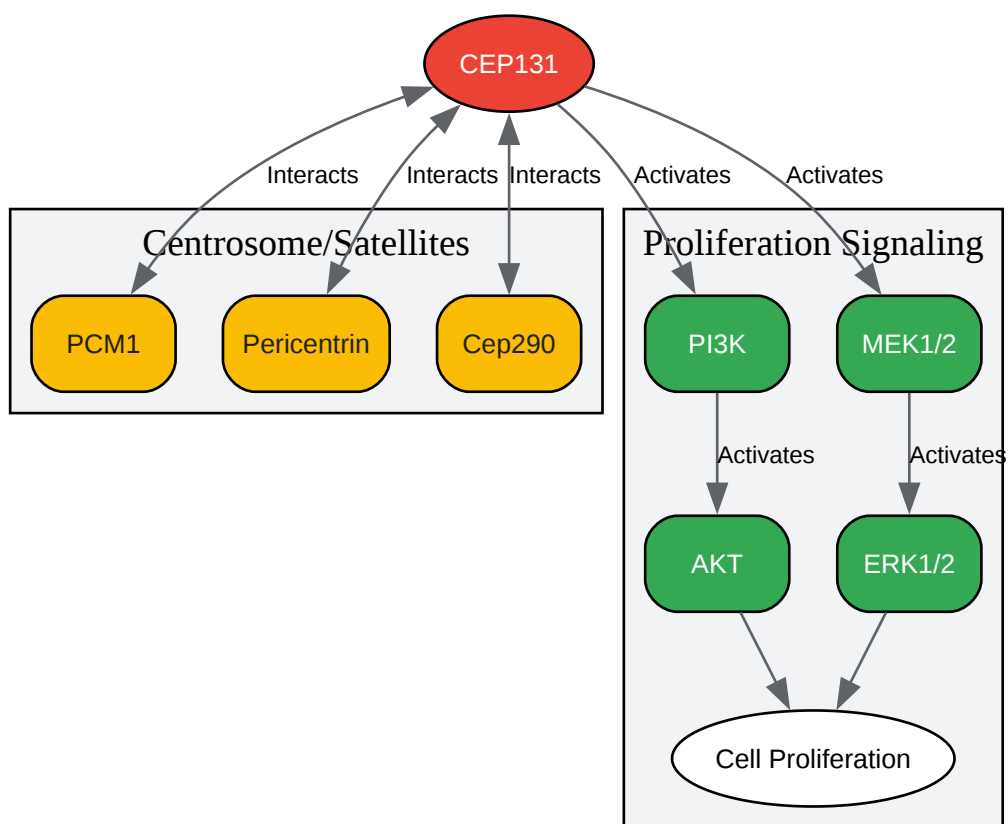 CEP131
Interacts
Interacts
Interacts
Activates
Activates
Centrosome/Satellites
Proliferation Signaling
PCM1
Pericentrin
Cep290
PI3K
MEK1/2
Activates
Activates
AKT
ERK1/2
Cell Proliferation